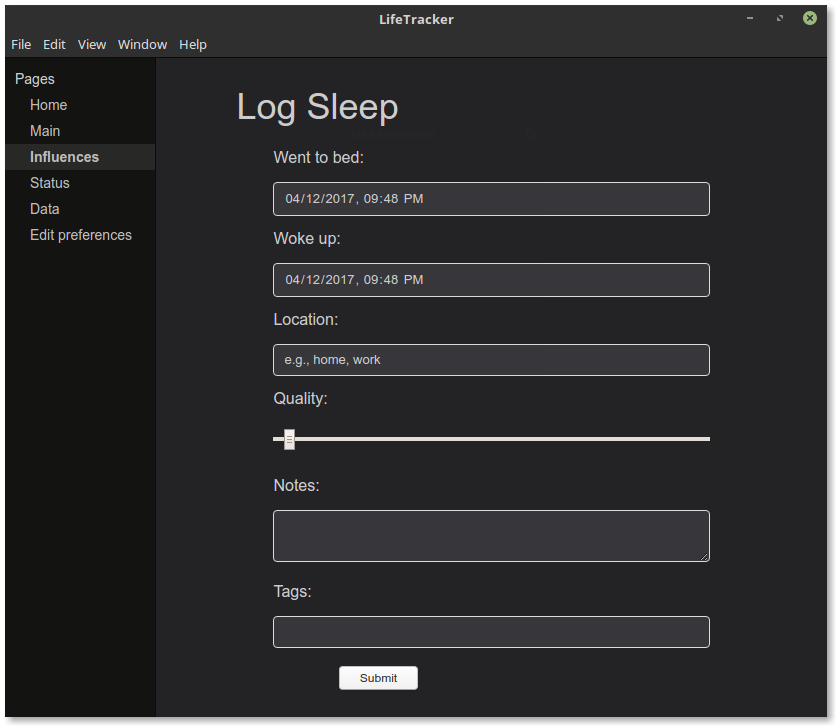 LifeTracker
File Edit View Window Help
Pages
Home
Main
Influences
Status
Data
Edit preferences
Log Sleep
Went to bed:
04/12/2017, 09:48 PM
Woke up:
04/12/2017, 09:48 PM
Location:
e.g., home, work
Quality:
Notes:
Tags:
Submit